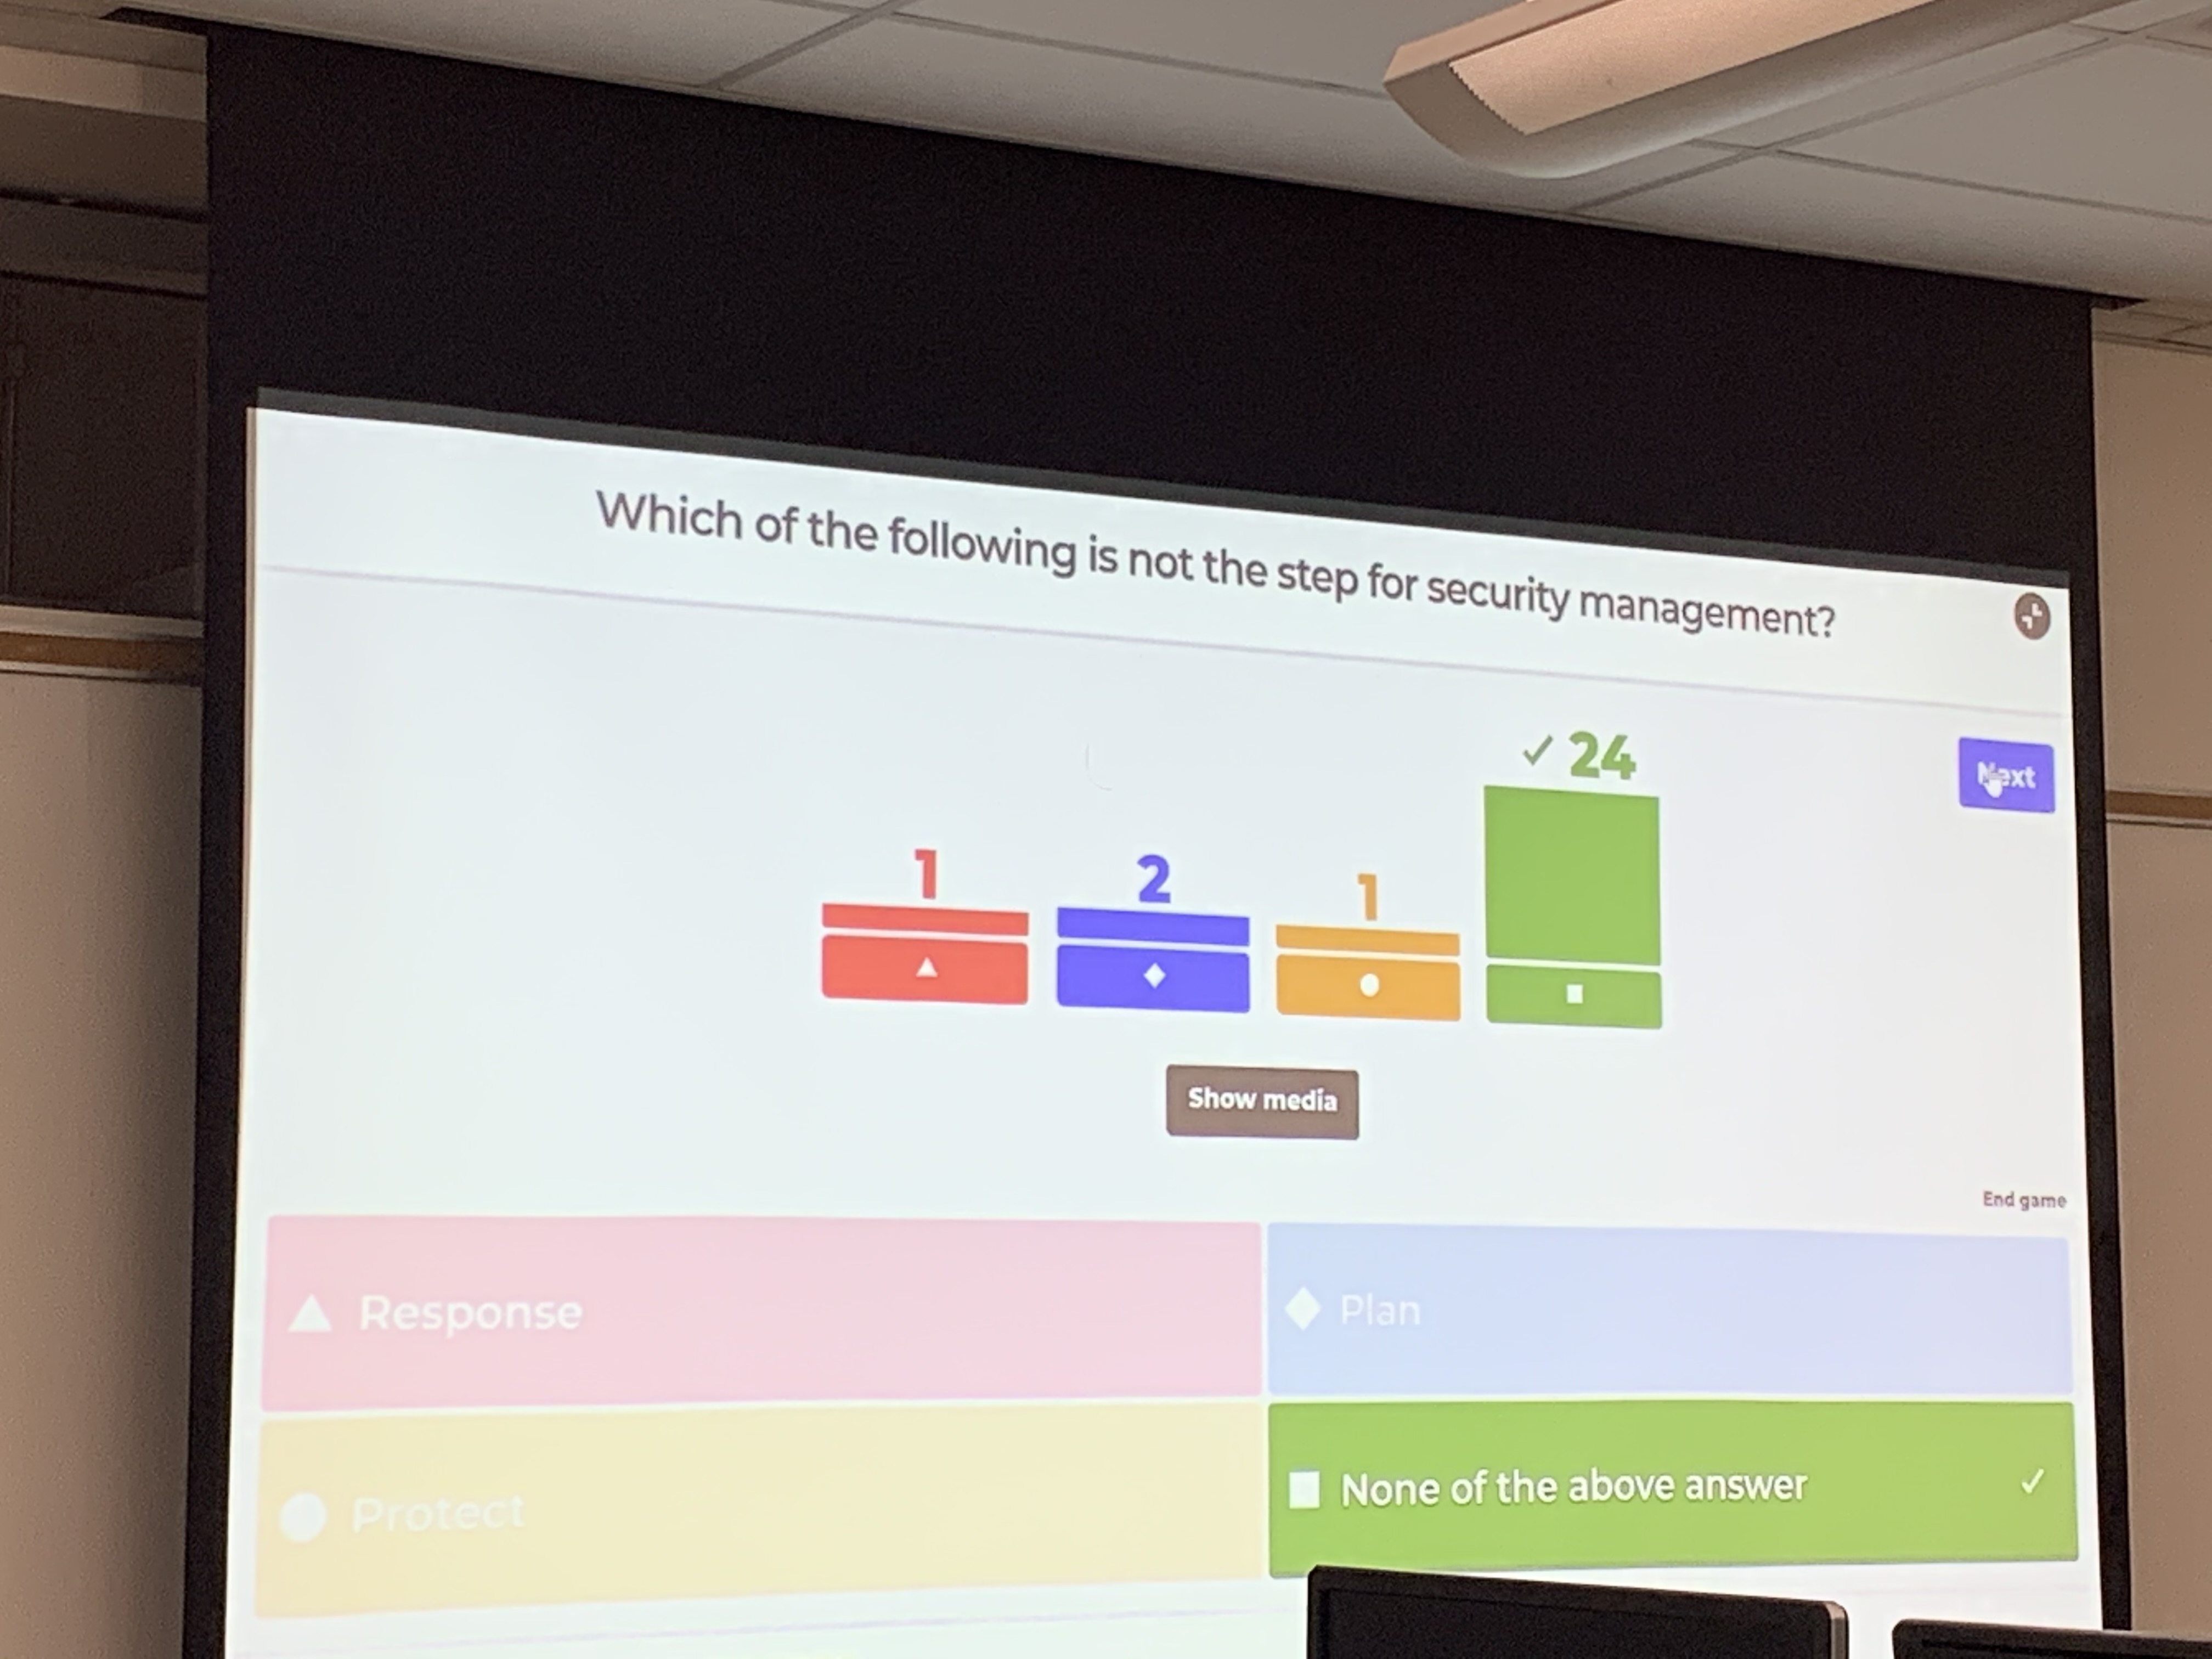 Which of the following is not the step for security management?
✓ 24
Next
1
2
1
Show media
End game
Response
Plan
Protect
None of the above answer ✓